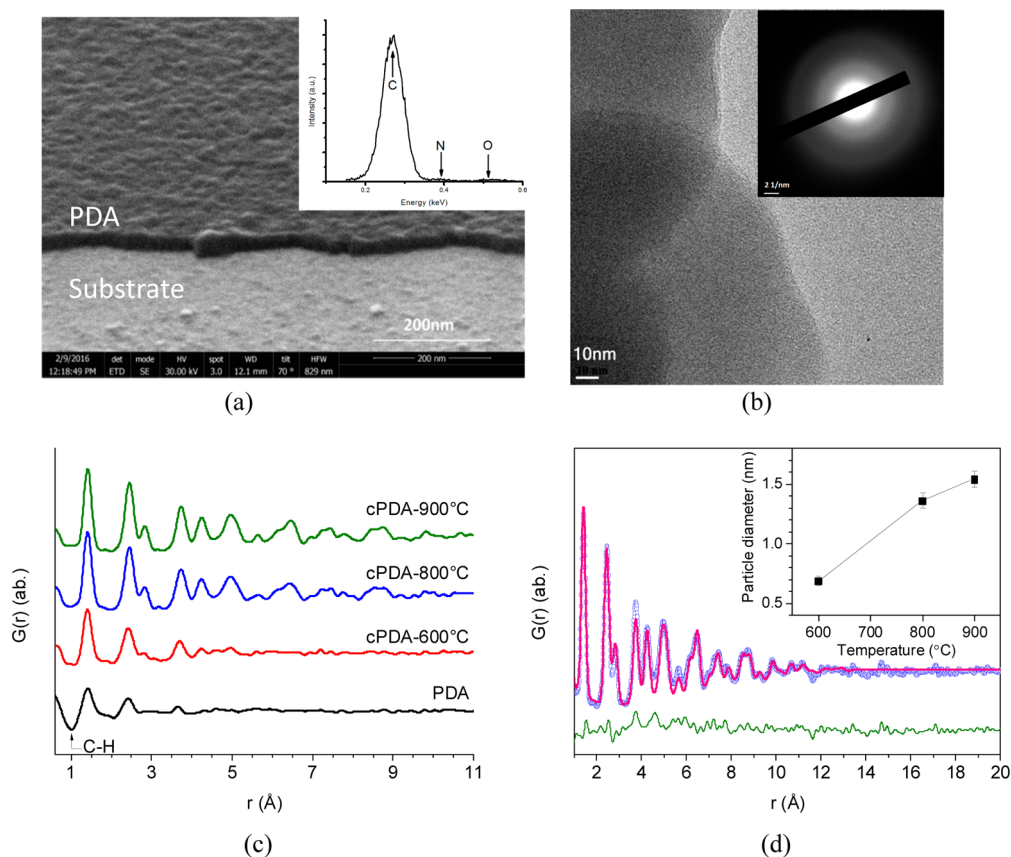 Intensity (a.u.)
C
N
O
0.2
0.4
0.6
Energy (keV)
PDA
Substrate
200nm
2/9/2016 det mode HV spot WD tilt HFW
12:18:49 PM ETD SE 30.00 kV 3.0 12.1 mm 70 ° 829 nm
200 nm
(a)
2 1/nm
10nm
10 nm
(b)
G(r) (ab.)
cPDA-900°C
cPDA-800°C
cPDA-600°C
PDA
C-H
1 3 5 7 9 11
r (Å)
(c)
G(r) (ab.)
Particle diameter (nm)
1.5
1.0
0.5
600 700 800 900
Temperature (°C)
2 4 6 8 10 12 14 16 18 20
r (Å)
(d)